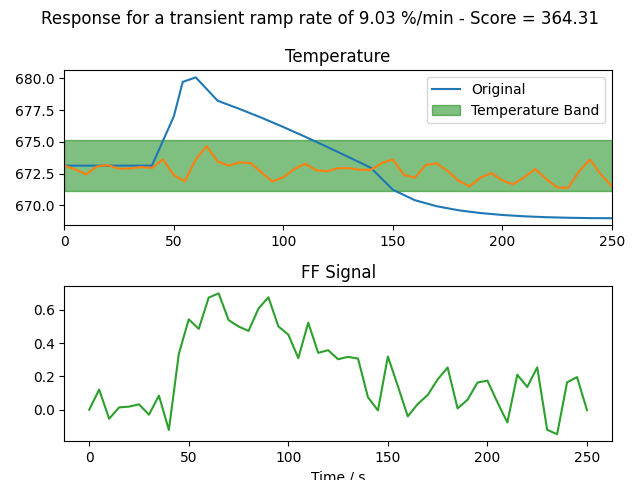 Response for a transient ramp rate of 9.03 %/min - Score = 364.31
Temperature
680.0
677.5
675.0
672.5
670.0
Original
Temperature Band
0 50 100 150 200 250
FF Signal
0.6
0.4
0.2
0.0
0 50 100 150 200 250
Time / s